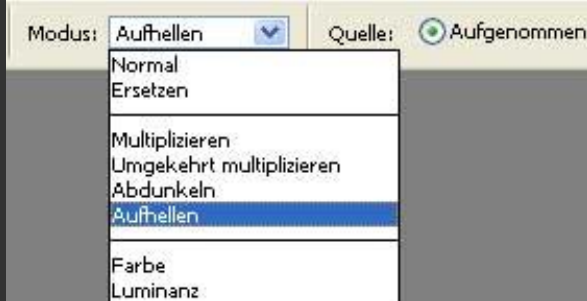 Modus: Aufhellen Quelle: Aufgenommen
Normal
Ersetzen
Multiplizieren
Umgekehrt multiplizieren
Abdunkeln
Aufhellen
Farbe
Luminanz